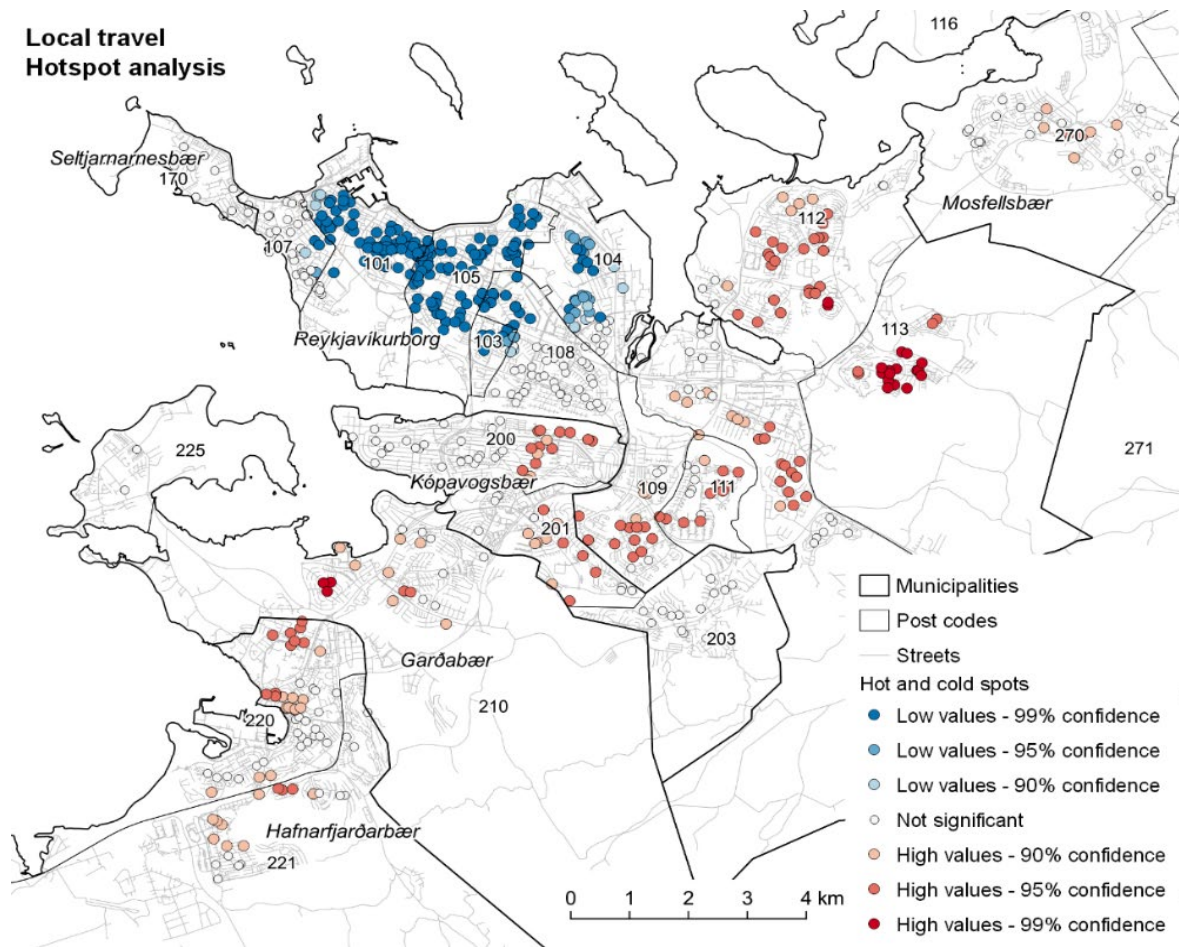 Local travel
Hotspot analysis
116
270
Seltjarnarnesbær
170
Mosfellsbær
112
107
101
104
105
113
Reykjavíkurborg
103
108
200
225
271
Kópavogsbær
109
111
201
203
Garðabær
210
220
Hafnarfjarðarbær
221
0 1 2 4 km
Municipalities
Post codes
Streets
Hot and cold spots
Low values - 99% confidence
Low values - 95% confidence
Low values - 90% confidence
Not significant
High values - 90% confidence
High values - 95% confidence
High values - 99% confidence